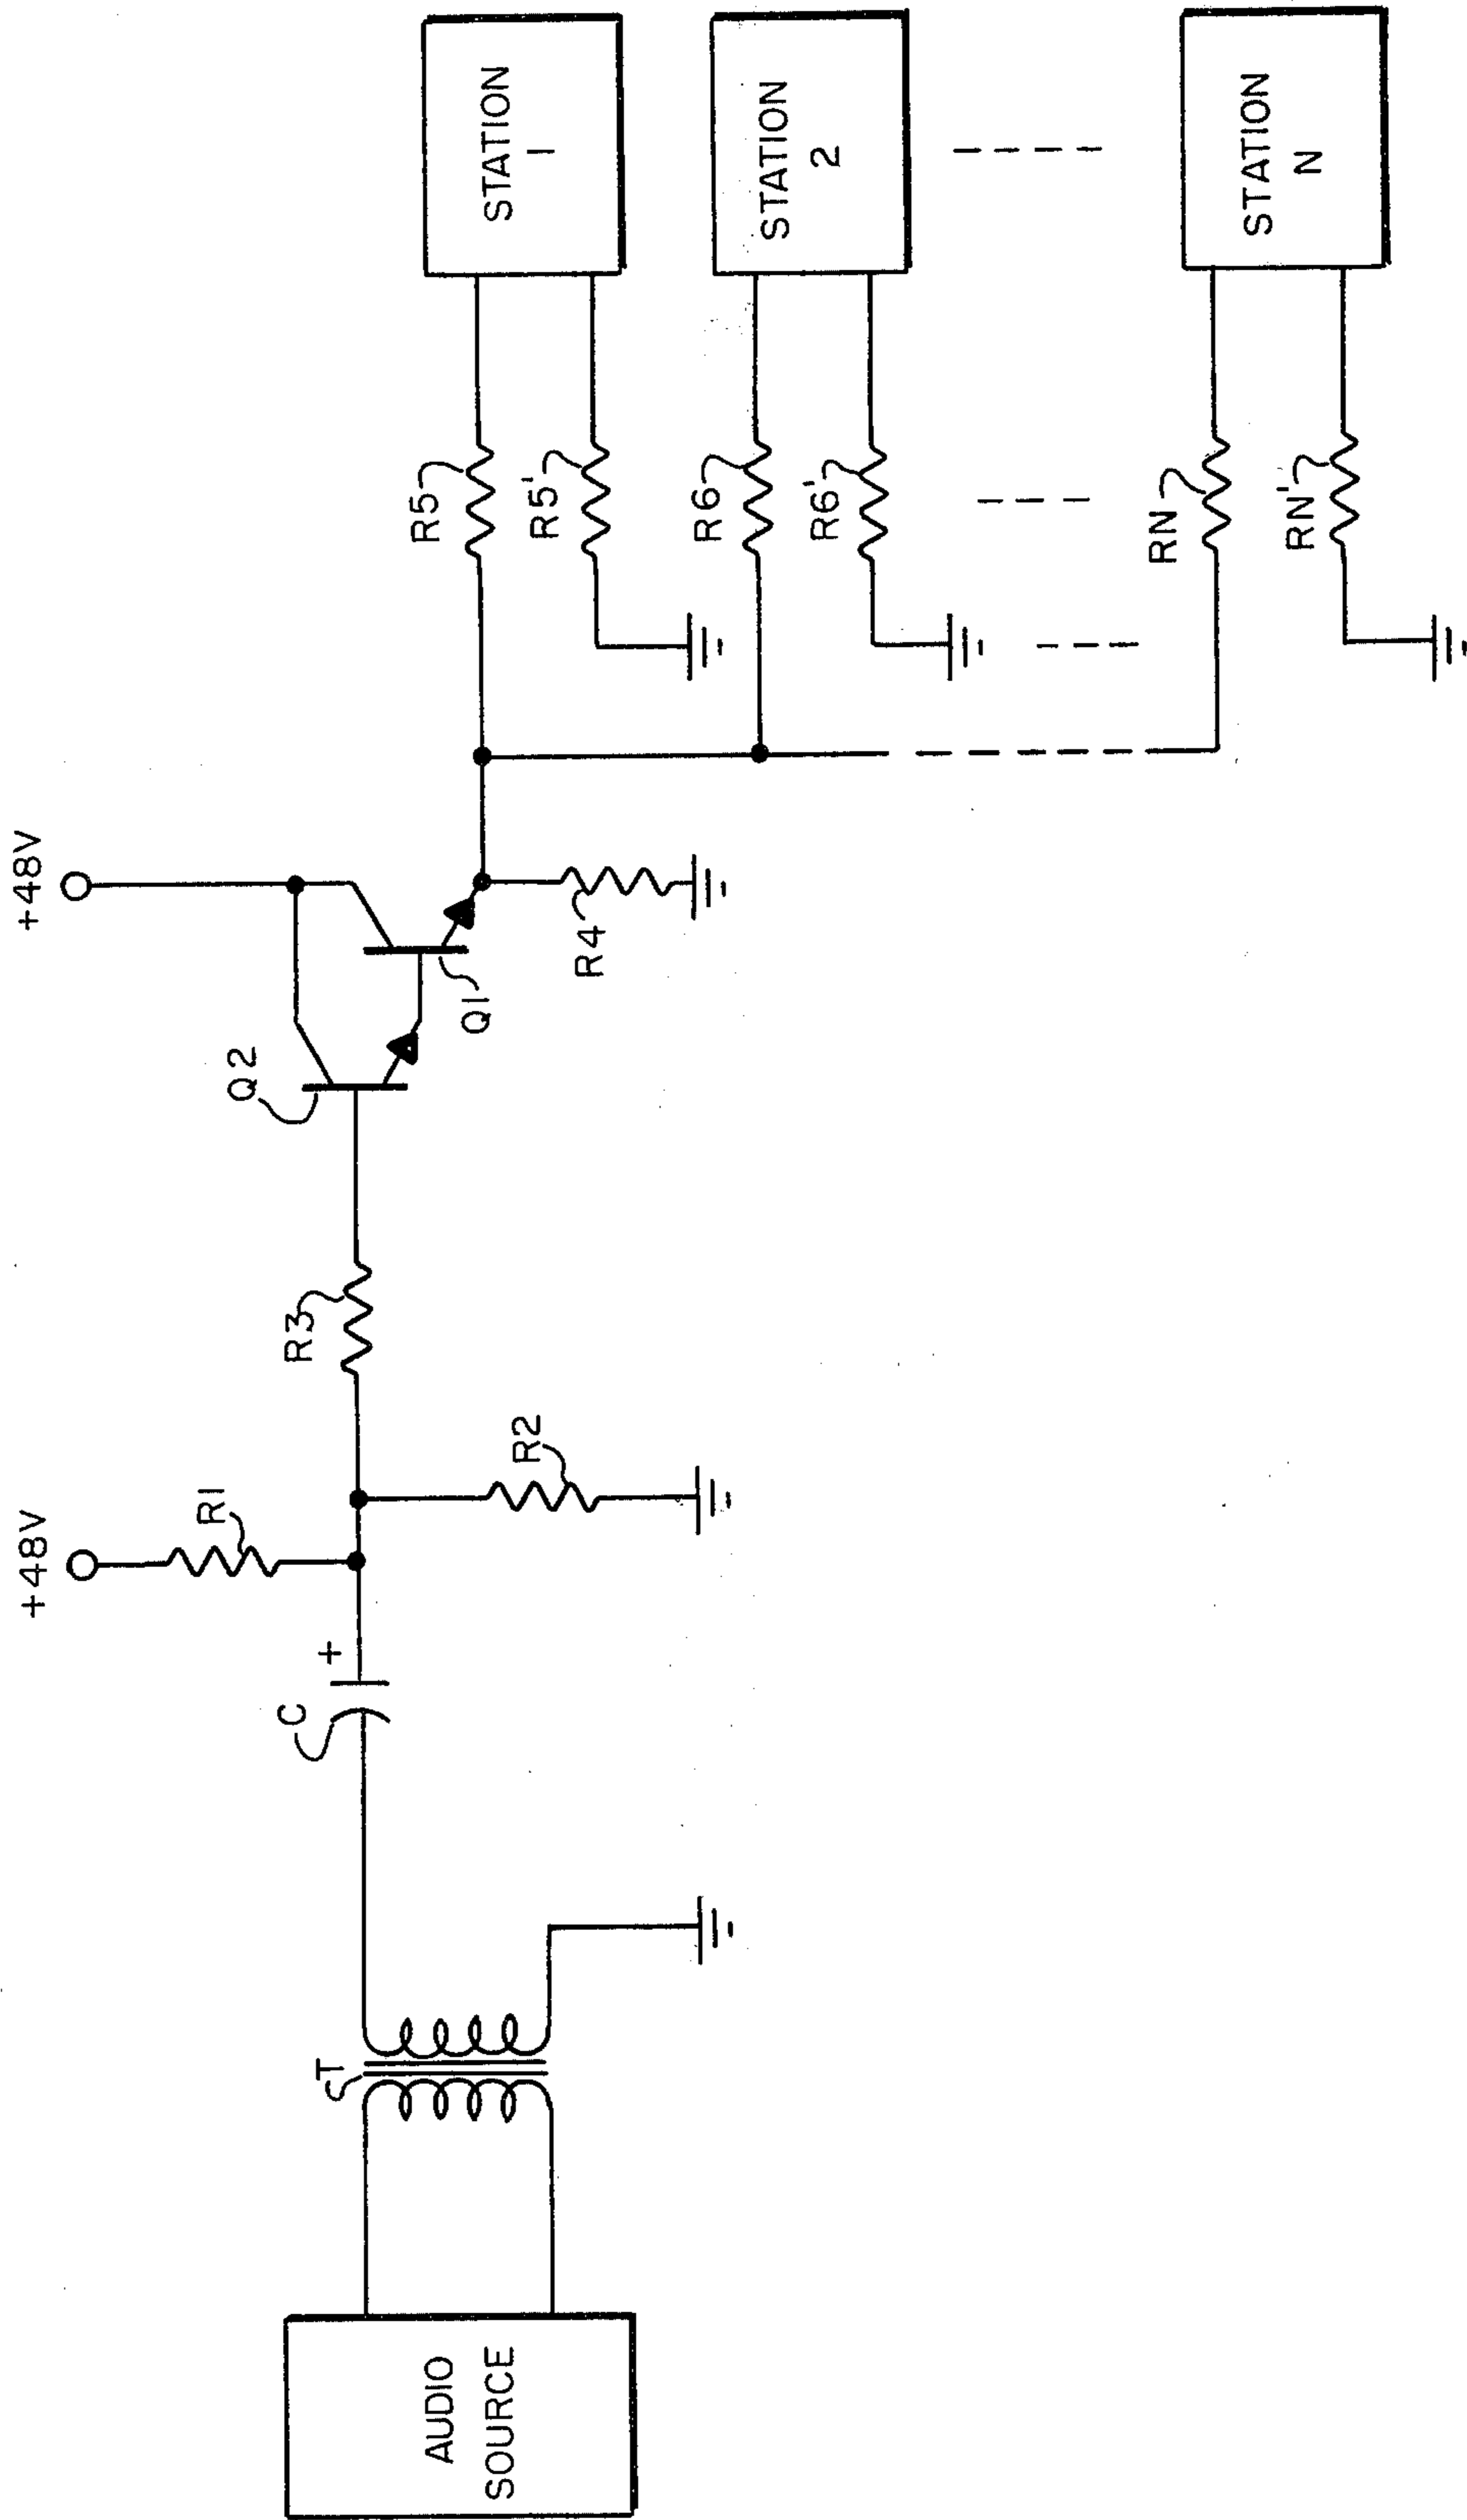 AUDIO
SOURCE
T
C
+
+48V
R1
R2
R3
Q2
+48V
Q1
R4
R5
R5'
R6
R6'
RN
RN'
STATION
1
STATION
2
STATION
N